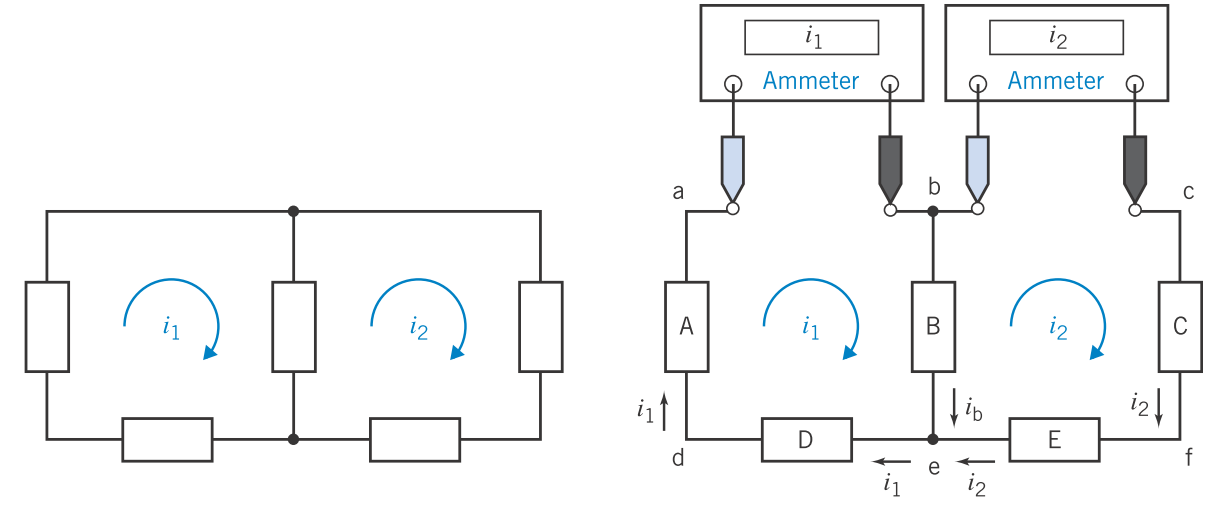 i1 i2
Ammeter Ammeter
a b c
i1 i2 A i1 B i2 C
i1 ib i2
D E
d e f
i1 i2